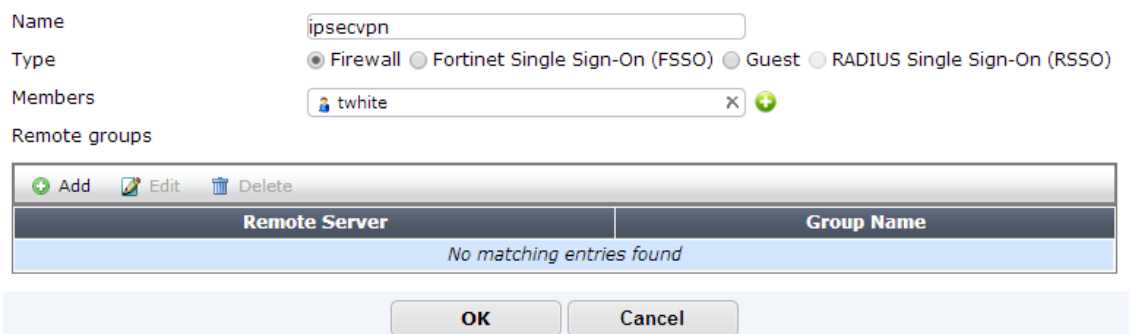 Name ipsecvpn
Type Firewall Fortinet Single Sign-On (FSSO) Guest RADIUS Single Sign-On (RSSO)
Members twhite
Remote groups
Add Edit Delete
Remote Server Group Name
No matching entries found
OK Cancel